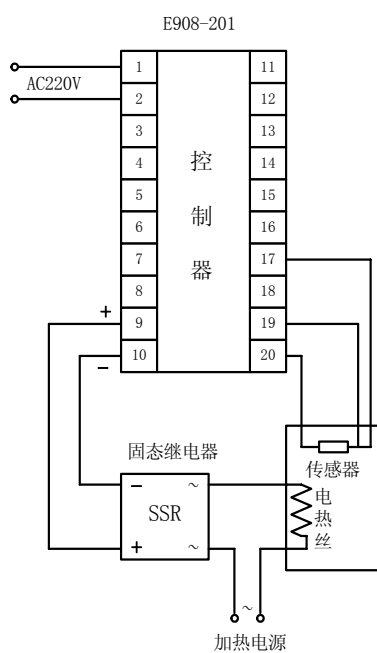 E908-201
AC220V
1 11
2 12
3 13
4 14
5 15
6 16
7 17
8 18
9 19
10 20
控
制
器
+
−
固态继电器
− ~
SSR
+ ~
传感器
电
热
丝
~
加热电源